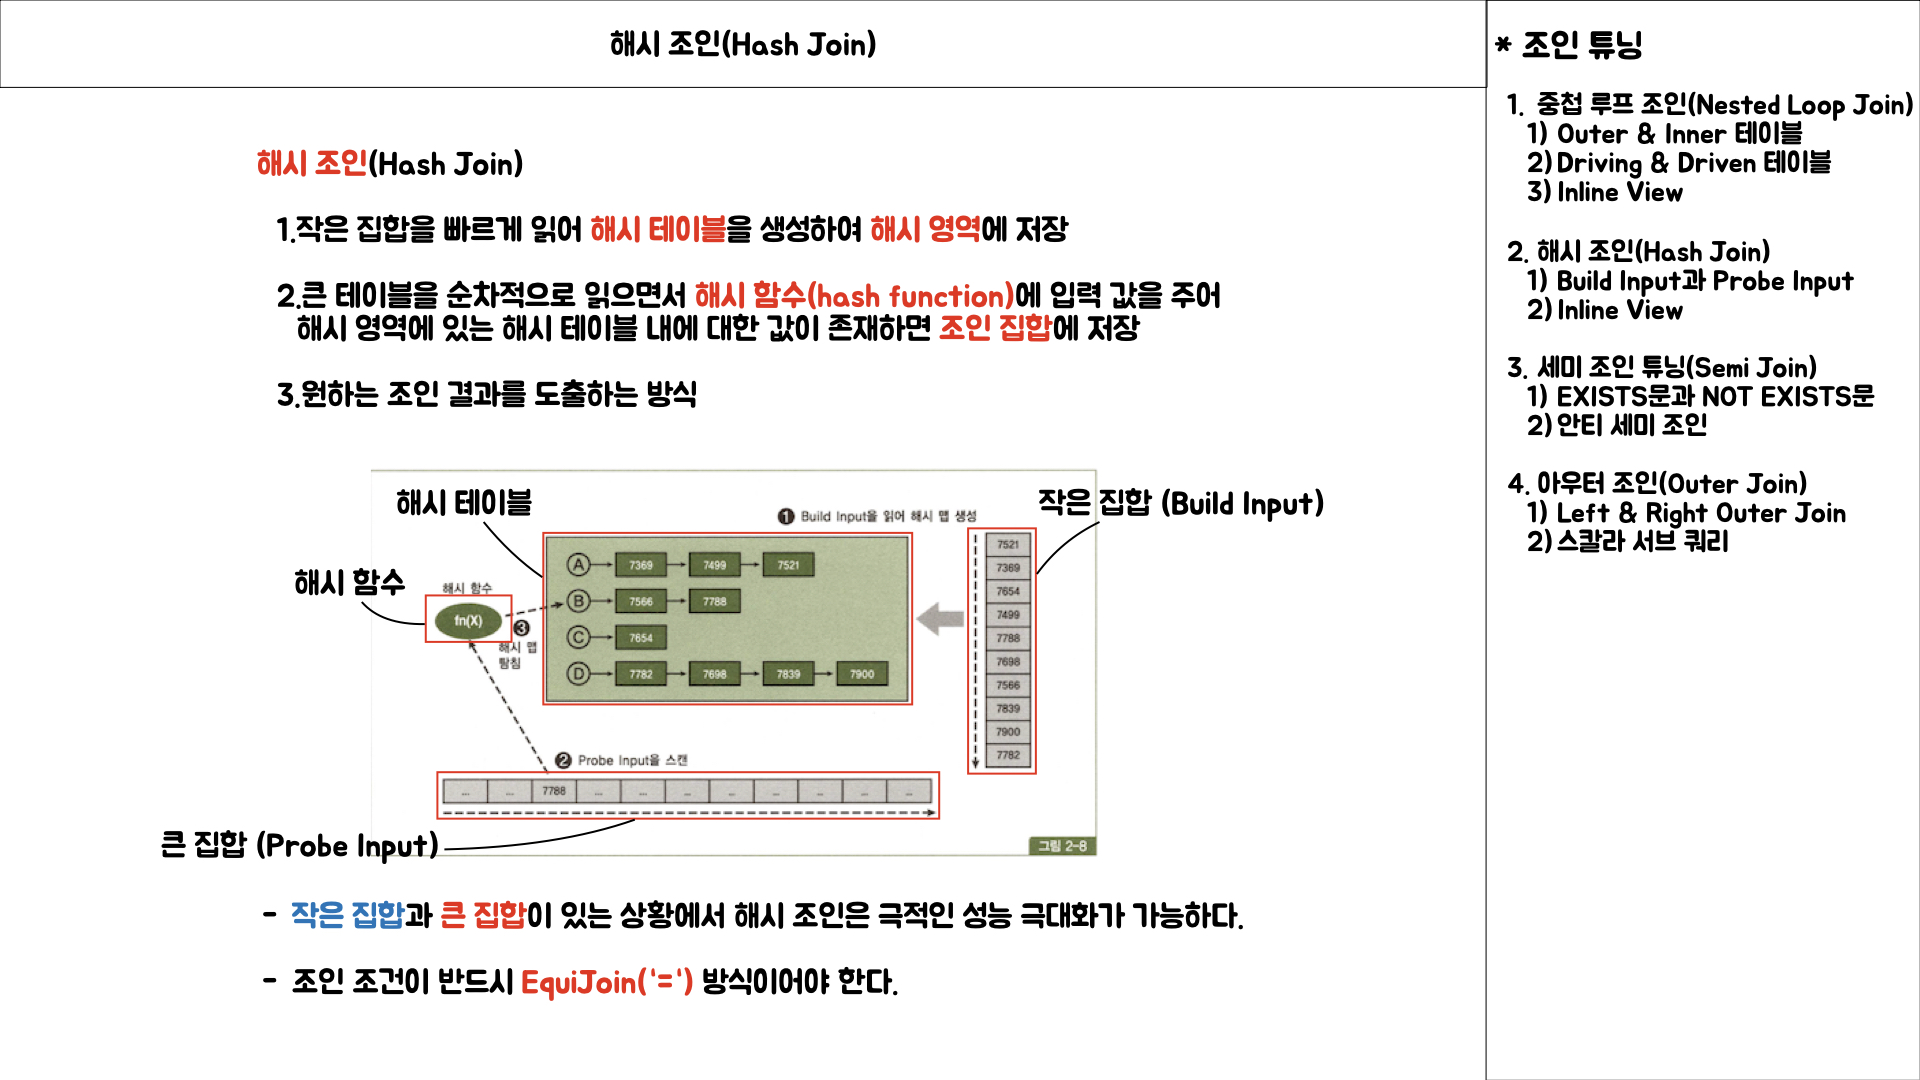 해시 조인(Hash Join)
해시 조인(Hash Join)
1.작은 집합을 빠르게 읽어 해시 테이블을 생성하여 해시 영역에 저장
2.큰 테이블을 순차적으로 읽으면서 해시 함수(hash function)에 입력 값을 주어
해시 영역에 있는 해시 테이블 내에 대한 값이 존재하면 조인 집합에 저장
3.원하는 조인 결과를 도출하는 방식
해시 테이블
❶ Build Input을 읽어 해시 맵 생성
작은 집합 (Build Input)
해시 함수
해시 함수
fn(X)
❸
해시 맵
탐침
A 7369 7499 7521
B 7566 7788
C 7654
D 7782 7698 7839 7900
7521
7369
7654
7499
7788
7698
7566
7839
7900
7782
❷ Probe Input을 스캔
... ... 7788 ... ... ... ... ... ... ... ...
큰 집합 (Probe Input)
그림 2-8
- 작은 집합과 큰 집합이 있는 상황에서 해시 조인은 극적인 성능 극대화가 가능하다.
- 조인 조건이 반드시 EquiJoin('=') 방식이어야 한다.
* 조인 튜닝
1. 중첩 루프 조인(Nested Loop Join)
1) Outer & Inner 테이블
2) Driving & Driven 테이블
3) Inline View
2. 해시 조인(Hash Join)
1) Build Input과 Probe Input
2) Inline View
3. 세미 조인 튜닝(Semi Join)
1) EXISTS문과 NOT EXISTS문
2) 안티 세미 조인
4. 아우터 조인(Outer Join)
1) Left & Right Outer Join
2) 스칼라 서브 쿼리